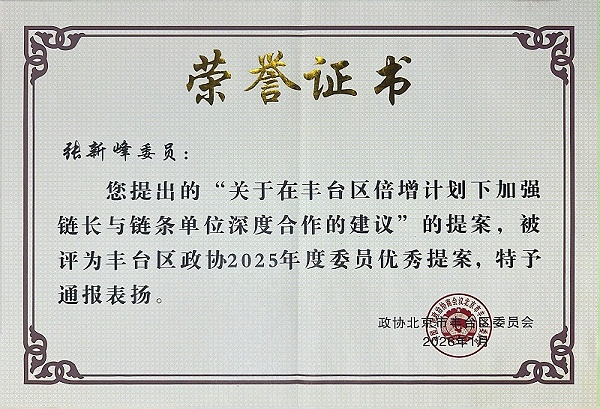 荣誉证书
张新峰委员：
您提出的“关于在丰台区倍增计划下加强
链长与链条单位深度合作的建议”的提案，被
评为丰台区政协2025年度委员优秀提案，特予
通报表扬。
政协北京市丰台区委员会
2026年1月